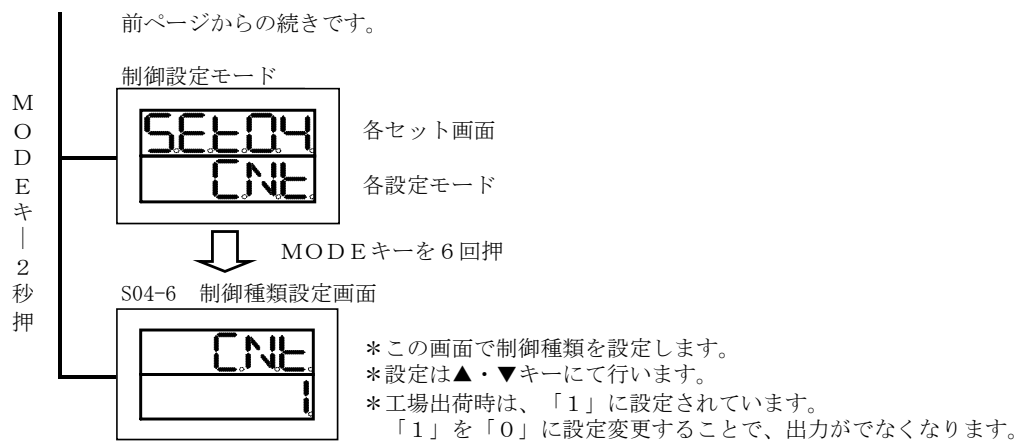 前ページからの続きです。
制御設定モード
SEt04
各セット画面
CNt
各設定モード
MODEキー2秒押
MODEキーを6回押
S04-6 制御種類設定画面
CNt
1
*この画面で制御種類を設定します。
*設定は▲・▼キーにて行います。
*工場出荷時は、「1」に設定されています。
「1」を「0」に設定変更することで、出力がでなくなります。